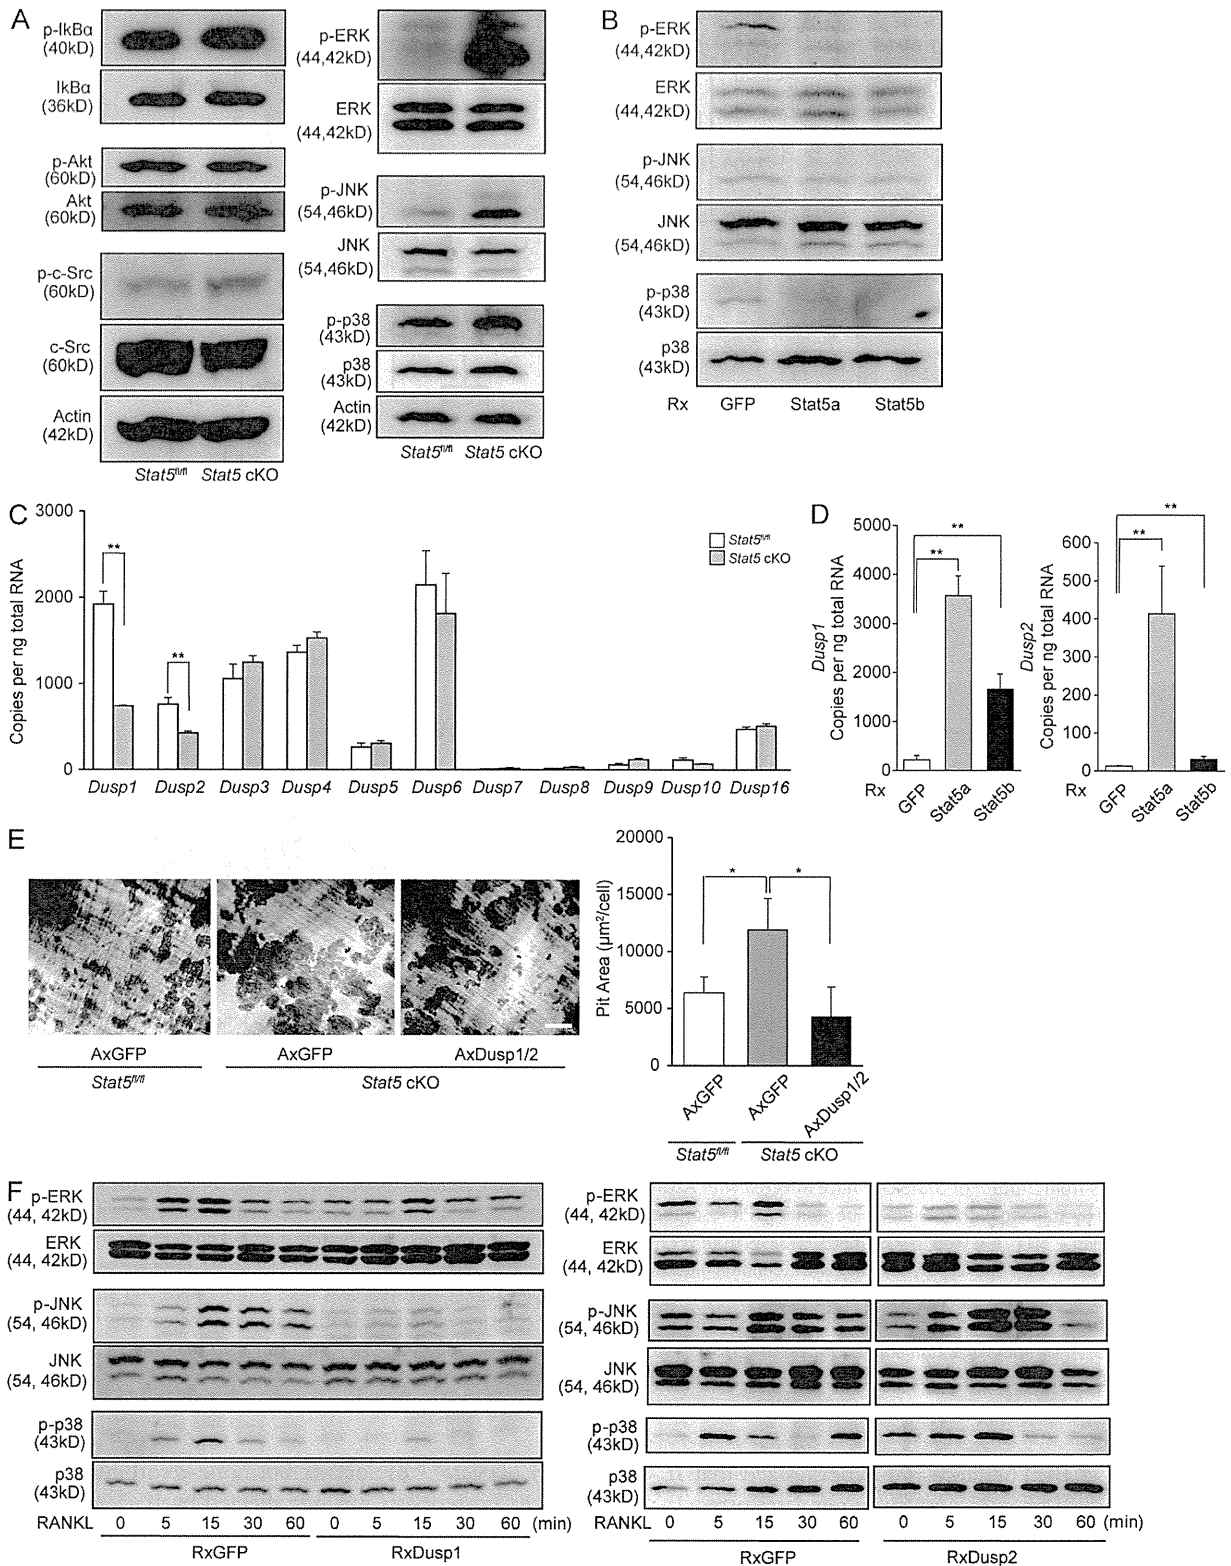 A
p-IkBα
(40kD)
IkBα
(36kD)
p-Akt
(60kD)
Akt
(60kD)
p-c-Src
(60kD)
c-Src
(60kD)
Actin
(42kD)
Stat5fl/fl Stat5 cKO
p-ERK
(44,42kD)
ERK
(44,42kD)
p-JNK
(54,46kD)
JNK
(54,46kD)
p-p38
(43kD)
p38
(43kD)
Actin
(42kD)
Stat5fl/fl Stat5 cKO
B
p-ERK
(44,42kD)
ERK
(44,42kD)
p-JNK
(54,46kD)
JNK
(54,46kD)
p-p38
(43kD)
p38
(43kD)
Rx GFP Stat5a Stat5b
C
Copies per ng total RNA
3000
2000
1000
0
**
**
Stat5fl/fl
Stat5 cKO
Dusp1 Dusp2 Dusp3 Dusp4 Dusp5 Dusp6 Dusp7 Dusp8 Dusp9 Dusp10 Dusp16
D
Dusp1
Copies per ng total RNA
5000
4000
3000
2000
1000
0
**
**
Rx GFP Stat5a Stat5b
Dusp2
Copies per ng total RNA
600
500
400
300
200
100
0
**
**
Rx GFP Stat5a Stat5b
E
AxGFP AxGFP AxDusp1/2
Stat5fl/fl Stat5 cKO
Pit Area (µm²/cell)
20000
15000
10000
5000
0
* *
AxGFP AxGFP AxDusp1/2
Stat5fl/fl Stat5 cKO
F
p-ERK
(44, 42kD)
ERK
(44, 42kD)
p-JNK
(54, 46kD)
JNK
(54, 46kD)
p-p38
(43kD)
p38
(43kD)
RANKL 0 5 15 30 60 0 5 15 30 60 (min)
RxGFP RxDusp1
p-ERK
(44, 42kD)
ERK
(44, 42kD)
p-JNK
(54, 46kD)
JNK
(54, 46kD)
p-p38
(43kD)
p38
(43kD)
RANKL 0 5 15 30 60 0 5 15 30 60 (min)
RxGFP RxDusp2